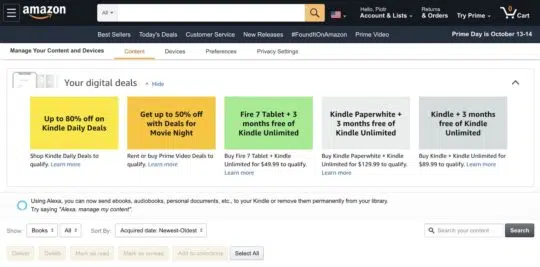 amazon
All
Hello, Piotr
Account & Lists
Returns
& Orders
Try Prime
0
Cart
Best Sellers Today's Deals Customer Service New Releases #FoundItOnAmazon Prime Video Prime Day is October 13-14
Manage Your Content and Devices Content Devices Preferences Privacy Settings
Your digital deals Hide
Up to 80% off on
Kindle Daily Deals
Shop Kindle Daily Deals to
qualify. Learn more
Get up to 50% off
with Deals for
Movie Night
Rent or buy Prime Video Deals to
qualify. Learn more
Fire 7 Tablet + 3
months free of
Kindle Unlimited
Buy Fire 7 Tablet + Kindle
Unlimited for $49.99 to qualify.
Learn more
Kindle Paperwhite +
3 months free of
Kindle Unlimited
Buy Kindle Paperwhite + Kindle
Unlimited for $129.99 to qualify.
Learn more
Kindle + 3 months
free of Kindle
Unlimited
Buy Kindle + Kindle Unlimited for
$89.99 to qualify. Learn more
Using Alexa, you can now send ebooks, audiobooks, personal documents, etc., to your Kindle or remove them permanently from your library.
Try saying "Alexa, manage my content".
Show: Books All Sort By: Acquired date: Newest-Oldest Search your content Search
Deliver Delete Mark as read Mark as unread Add to collections Select All